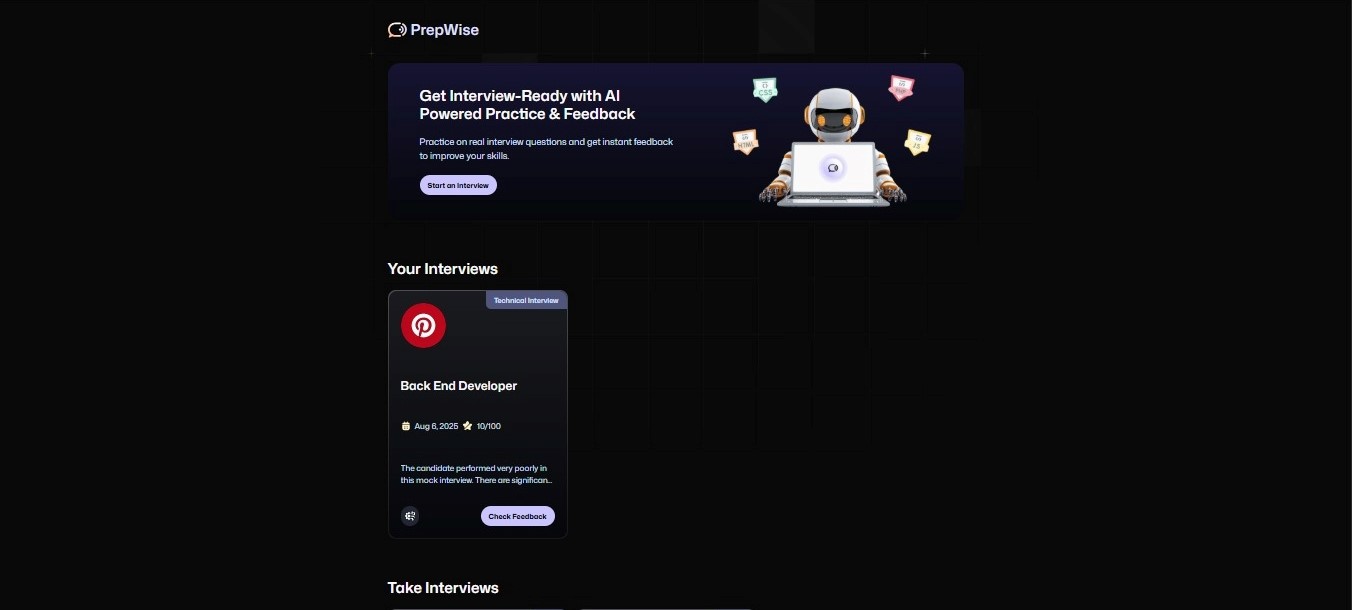 PrepWise
Get Interview-Ready with AI
Powered Practice & Feedback
Practice on real interview questions and get instant feedback
to improve your skills.
Start an Interview
CSS
PHP
HTML
JS
Your Interviews
Technical Interview
Back End Developer
Aug 6, 2025 10/100
The candidate performed very poorly in
this mock interview. There are significan...
Check Feedback
Take Interviews